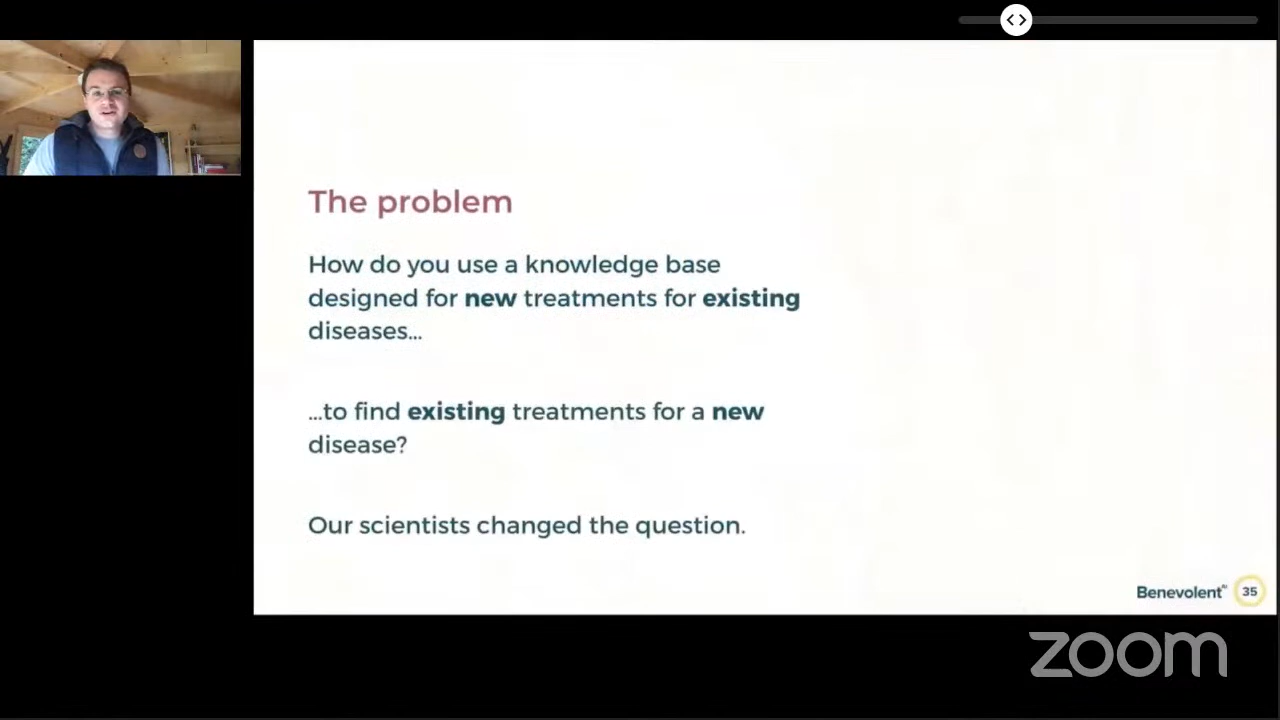 The problem
How do you use a knowledge base
designed for new treatments for existing
diseases...
...to find existing treatments for a new
disease?
Our scientists changed the question.
Benevolent AI
35
zoom